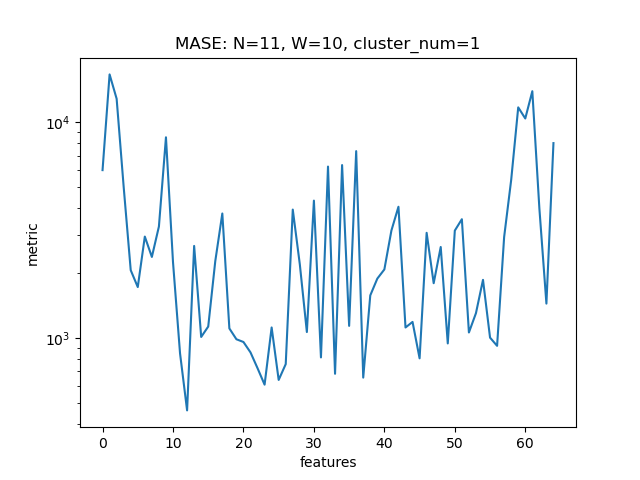 MASE: N=11, W=10, cluster_num=1
10⁴
10³
metric
0 10 20 30 40 50 60
features